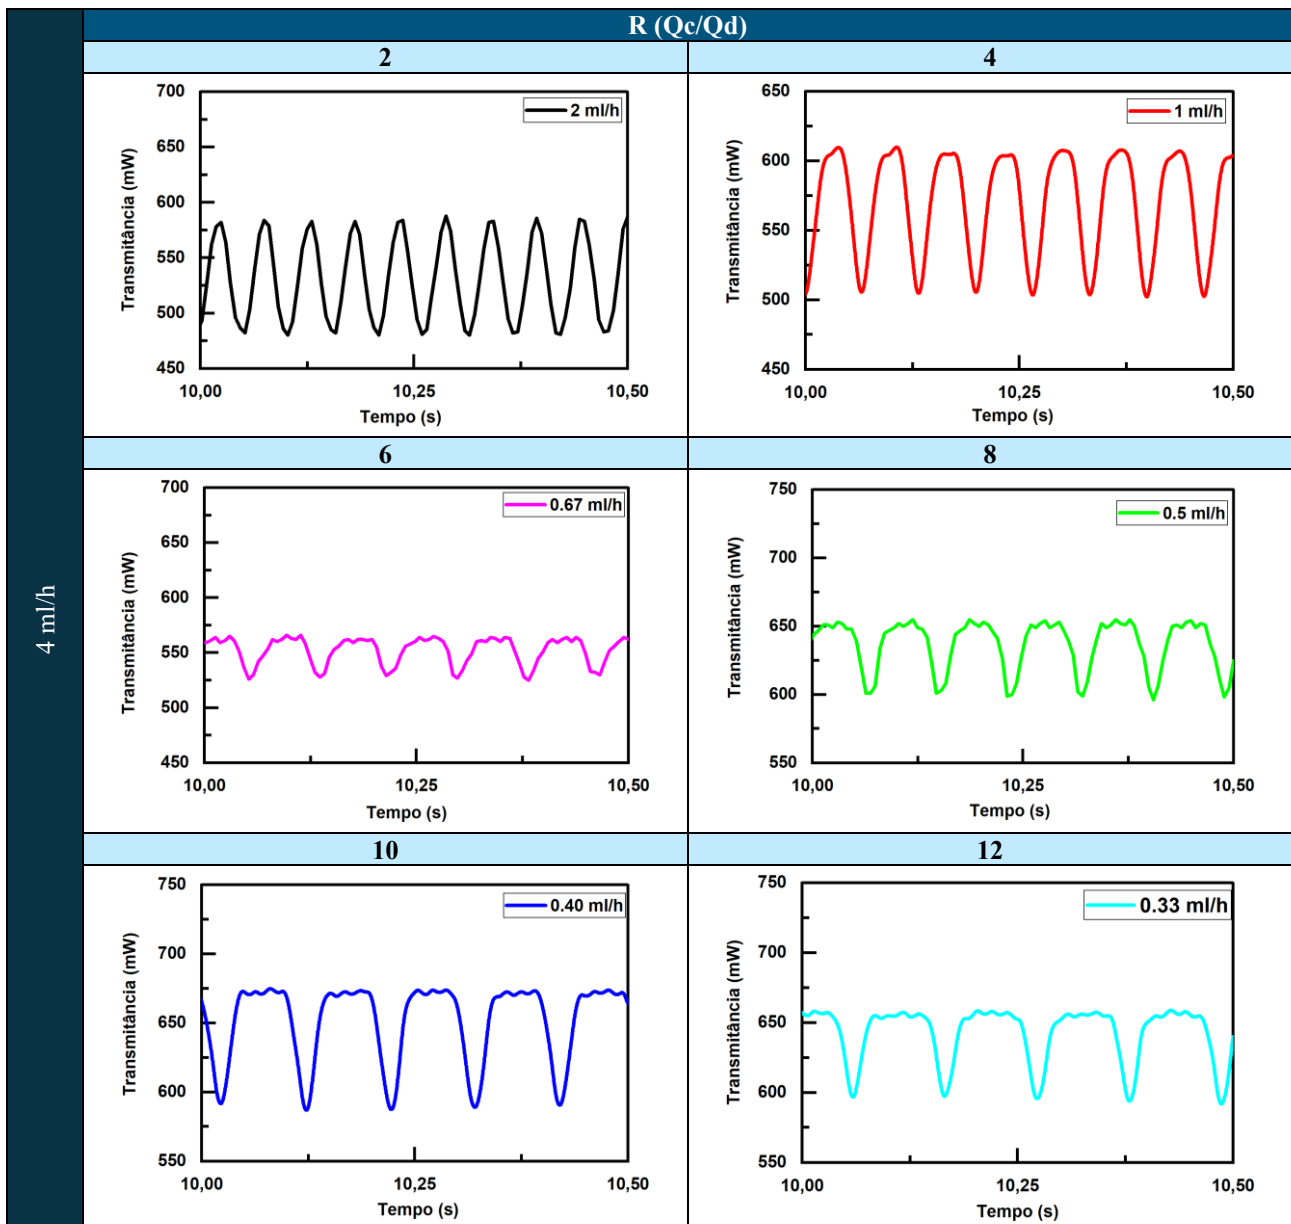 R (Qc/Qd)
2
4
4 ml/h
700
650
600
550
500
450
Transmitância (mW)
2 ml/h
10,00
10,25
10,50
Tempo (s)
650
600
550
500
450
Transmitância (mW)
1 ml/h
10,00
10,25
10,50
Tempo (s)
6
8
700
650
600
550
500
450
Transmitância (mW)
0.67 ml/h
10,00
10,25
10,50
Tempo (s)
750
700
650
600
550
Transmitância (mW)
0.5 ml/h
10,00
10,25
10,50
Tempo (s)
10
12
750
700
650
600
550
Transmitância (mW)
0.40 ml/h
10,00
10,25
10,50
Tempo (s)
750
700
650
600
550
Transmitância (mW)
0.33 ml/h
10,00
10,25
10,50
Tempo (s)